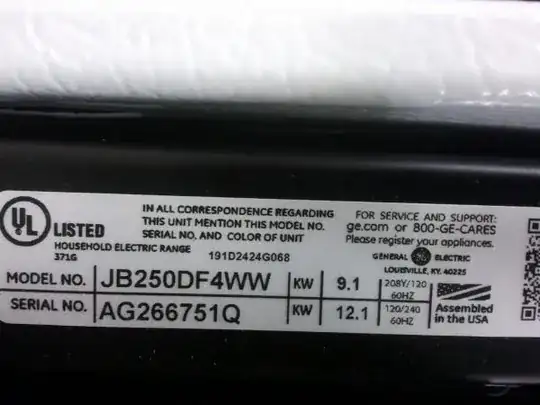 UL LISTED
HOUSEHOLD ELECTRIC RANGE
371G
IN ALL CORRESPONDENCE REGARDING
THIS UNIT MENTION THIS MODEL NO.
SERIAL NO, AND COLOR OF UNIT
191D2424G068
FOR SERVICE AND SUPPORT:
ge.com or 800-GE-CARES
Please register your appliances.
GENERAL GE ELECTRIC
LOUISVILLE, KY. 40225
MODEL NO. JB250DF4WW KW 9.1 208Y/120 60HZ
SERIAL NO. AG266751Q KW 12.1 120/240 60HZ
Assembled
in the USA